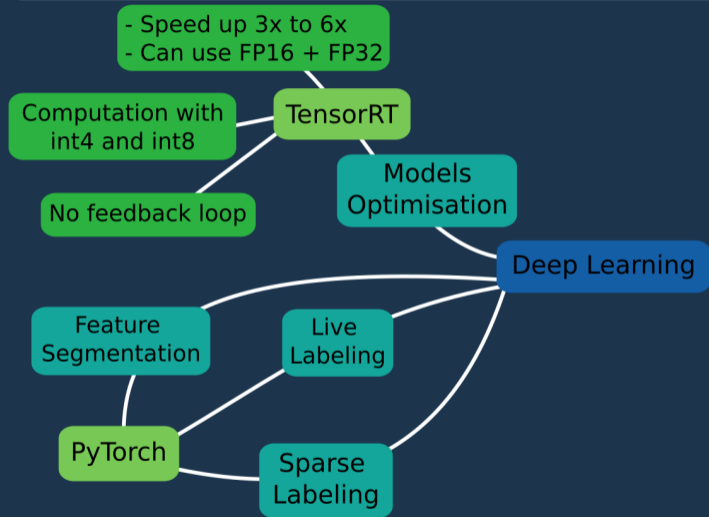 - Speed up 3x to 6x
- Can use FP16 + FP32
Computation with
int4 and int8
TensorRT
No feedback loop
Models
Optimisation
Deep Learning
Feature
Segmentation
Live
Labeling
PyTorch
Sparse
Labeling